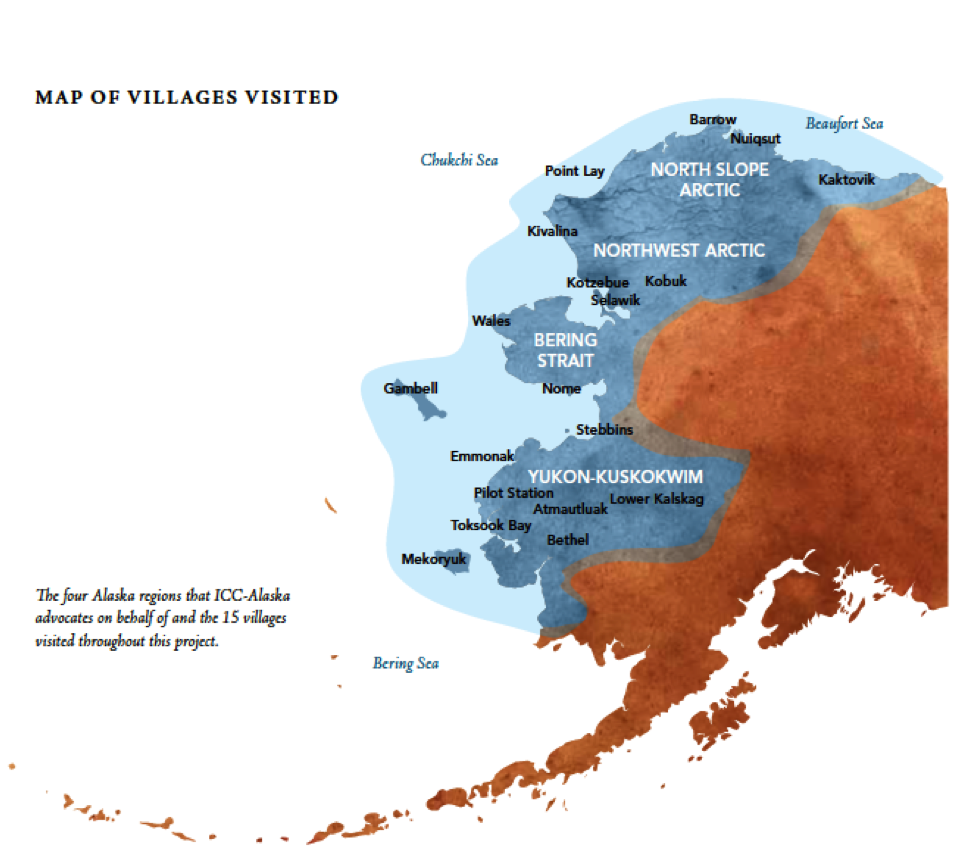 MAP OF VILLAGES VISITED
Barrow
Beaufort Sea
Nuiqsut
Chukchi Sea
Point Lay
NORTH SLOPE
ARCTIC
Kaktovik
Kivalina
NORTHWEST ARCTIC
Kotzebue
Kobuk
Selawik
Wales
BERING
STRAIT
Gambell
Nome
Stebbins
Emmonak
YUKON-KUSKOKWIM
Pilot Station
Lower Kalskag
Atmautluak
Toksook Bay
Bethel
Mekoryuk
The four Alaska regions that ICC-Alaska
advocates on behalf of and the 15 villages
visited throughout this project.
Bering Sea